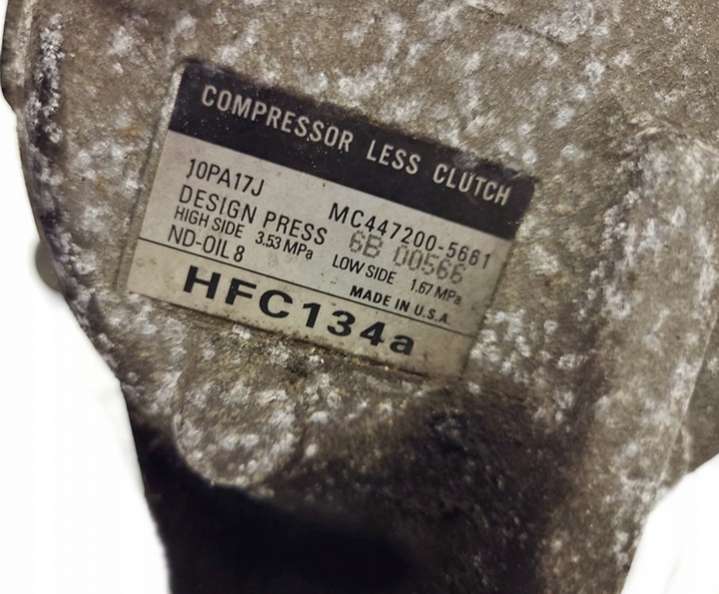 COMPRESSOR LESS CLUTCH
10PA17J MC447200-5661
DESIGN PRESS 6B 00566
HIGH SIDE 3.53 MPa LOW SIDE 1.67 MPa
ND-OIL 8 MADE IN U.S.A.
HFC134a